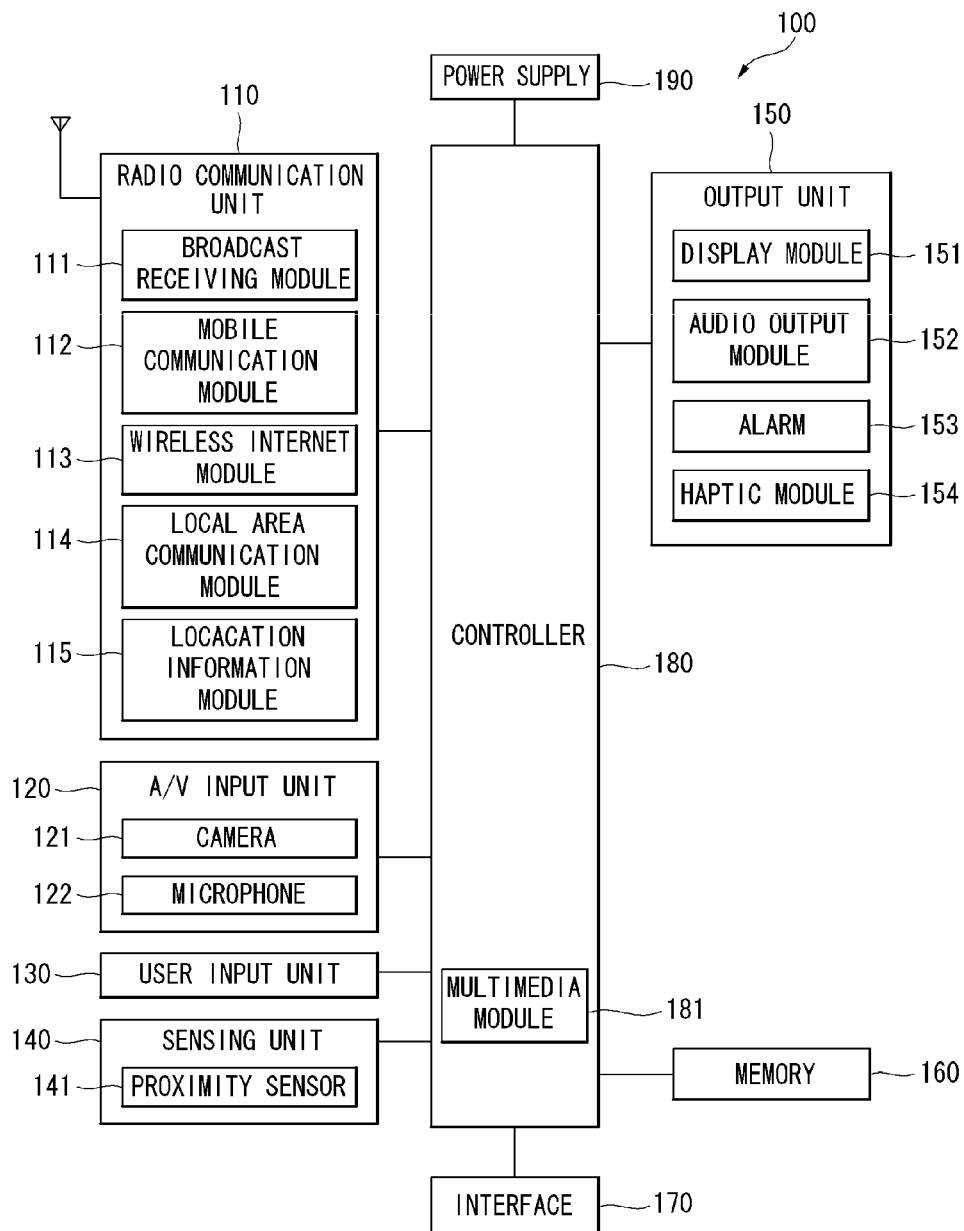 100
POWER SUPPLY
190
110
RADIO COMMUNICATION
UNIT
111
BROADCAST
RECEIVING MODULE
112
MOBILE
COMMUNICATION
MODULE
113
WIRELESS INTERNET
MODULE
114
LOCAL AREA
COMMUNICATION
MODULE
115
LOCACATION
INFORMATION
MODULE
120
A/V INPUT UNIT
121
CAMERA
122
MICROPHONE
130
USER INPUT UNIT
140
SENSING UNIT
141
PROXIMITY SENSOR
CONTROLLER
180
MULTIMEDIA
MODULE
181
150
OUTPUT UNIT
DISPLAY MODULE
151
AUDIO OUTPUT
MODULE
152
ALARM
153
HAPTIC MODULE
154
MEMORY
160
INTERFACE
170